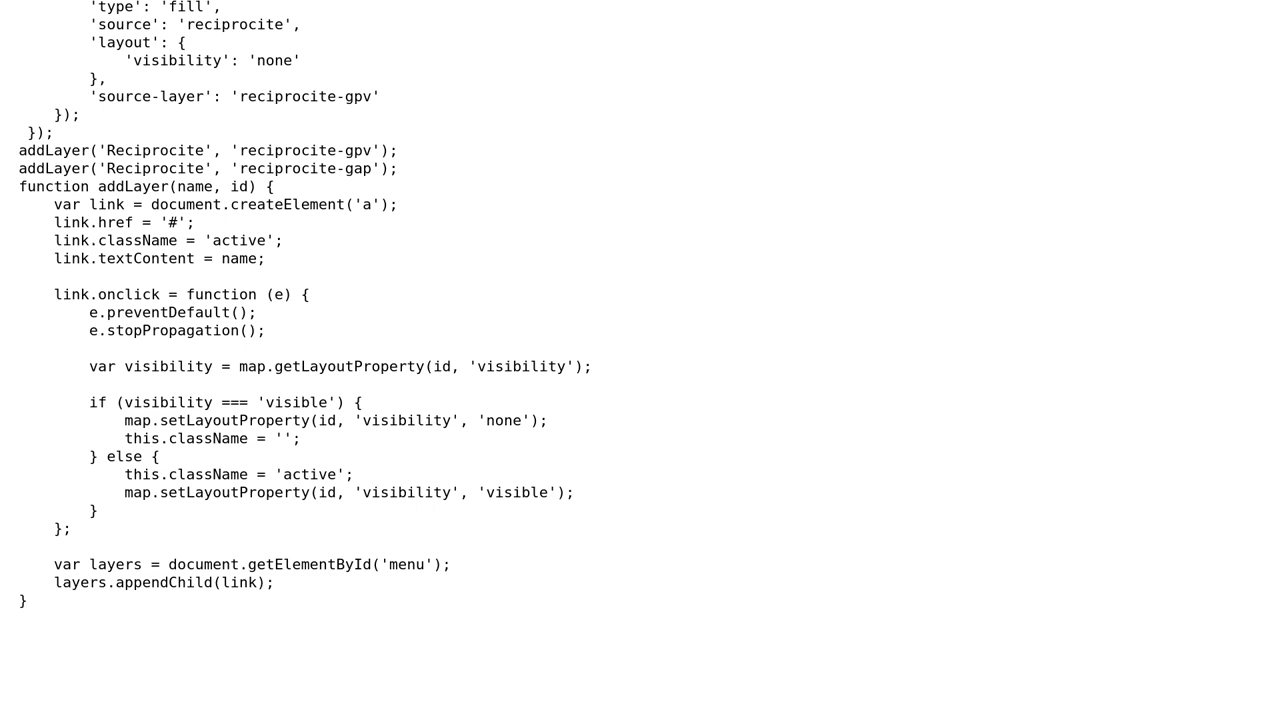 'type': 'fill',
        'source': 'reciprocite',
        'layout': {
            'visibility': 'none'
        },
        'source-layer': 'reciprocite-gpv'
    });
 });
addLayer('Reciprocite', 'reciprocite-gpv');
addLayer('Reciprocite', 'reciprocite-gap');
function addLayer(name, id) {
    var link = document.createElement('a');
    link.href = '#';
    link.className = 'active';
    link.textContent = name;

    link.onclick = function (e) {
        e.preventDefault();
        e.stopPropagation();

        var visibility = map.getLayoutProperty(id, 'visibility');

        if (visibility === 'visible') {
            map.setLayoutProperty(id, 'visibility', 'none');
            this.className = '';
        } else {
            this.className = 'active';
            map.setLayoutProperty(id, 'visibility', 'visible');
        }
    };

    var layers = document.getElementById('menu');
    layers.appendChild(link);
}